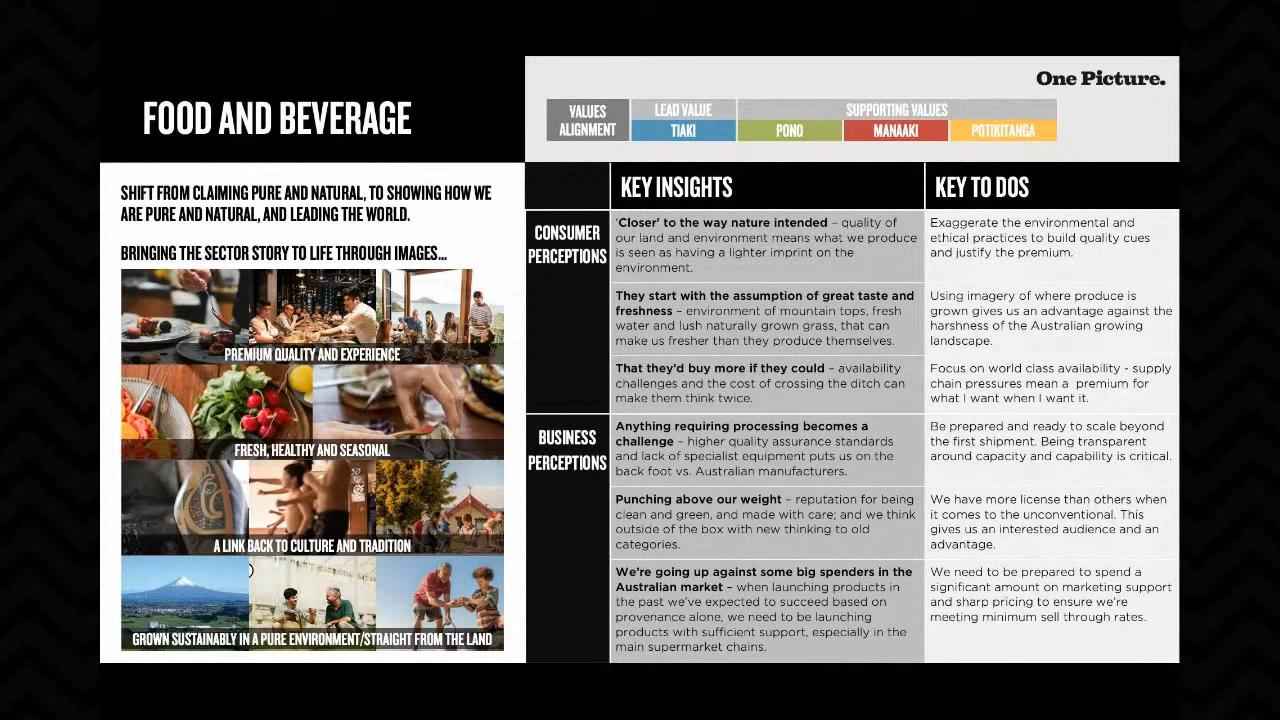 FOOD AND BEVERAGE
One Picture.
VALUES
ALIGNMENT
LEAD VALUE
SUPPORTING VALUES
TIAKI
PONO
MANAAKI
POTIKITANGA
SHIFT FROM CLAIMING PURE AND NATURAL, TO SHOWING HOW WE
ARE PURE AND NATURAL, AND LEADING THE WORLD.
BRINGING THE SECTOR STORY TO LIFE THROUGH IMAGES...
PREMIUM QUALITY AND EXPERIENCE
FRESH, HEALTHY AND SEASONAL
A LINK BACK TO CULTURE AND TRADITION
GROWN SUSTAINABLY IN A PURE ENVIRONMENT/STRAIGHT FROM THE LAND
KEY INSIGHTS
KEY TO DOS
CONSUMER
PERCEPTIONS
'Closer' to the way nature intended – quality of
our land and environment means what we produce
is seen as having a lighter imprint on the
environment.
Exaggerate the environmental and
ethical practices to build quality cues
and justify the premium.
They start with the assumption of great taste and
freshness – environment of mountain tops, fresh
water and lush naturally grown grass, that can
make us fresher than they produce themselves.
Using imagery of where produce is
grown gives us an advantage against the
harshness of the Australian growing
landscape.
That they'd buy more if they could – availability
challenges and the cost of crossing the ditch can
make them think twice.
Focus on world class availability - supply
chain pressures mean a premium for
what I want when I want it.
BUSINESS
PERCEPTIONS
Anything requiring processing becomes a
challenge – higher quality assurance standards
and lack of specialist equipment puts us on the
back foot vs. Australian manufacturers.
Be prepared and ready to scale beyond
the first shipment. Being transparent
around capacity and capability is critical.
Punching above our weight – reputation for being
clean and green, and made with care; and we think
outside of the box with new thinking to old
categories.
We have more license than others when
it comes to the unconventional. This
gives us an interested audience and an
advantage.
We're going up against some big spenders in the
Australian market – when launching products in
the past we've expected to succeed based on
provenance alone, we need to be launching
products with sufficient support, especially in the
main supermarket chains.
We need to be prepared to spend a
significant amount on marketing support
and sharp pricing to ensure we're
meeting minimum sell through rates.